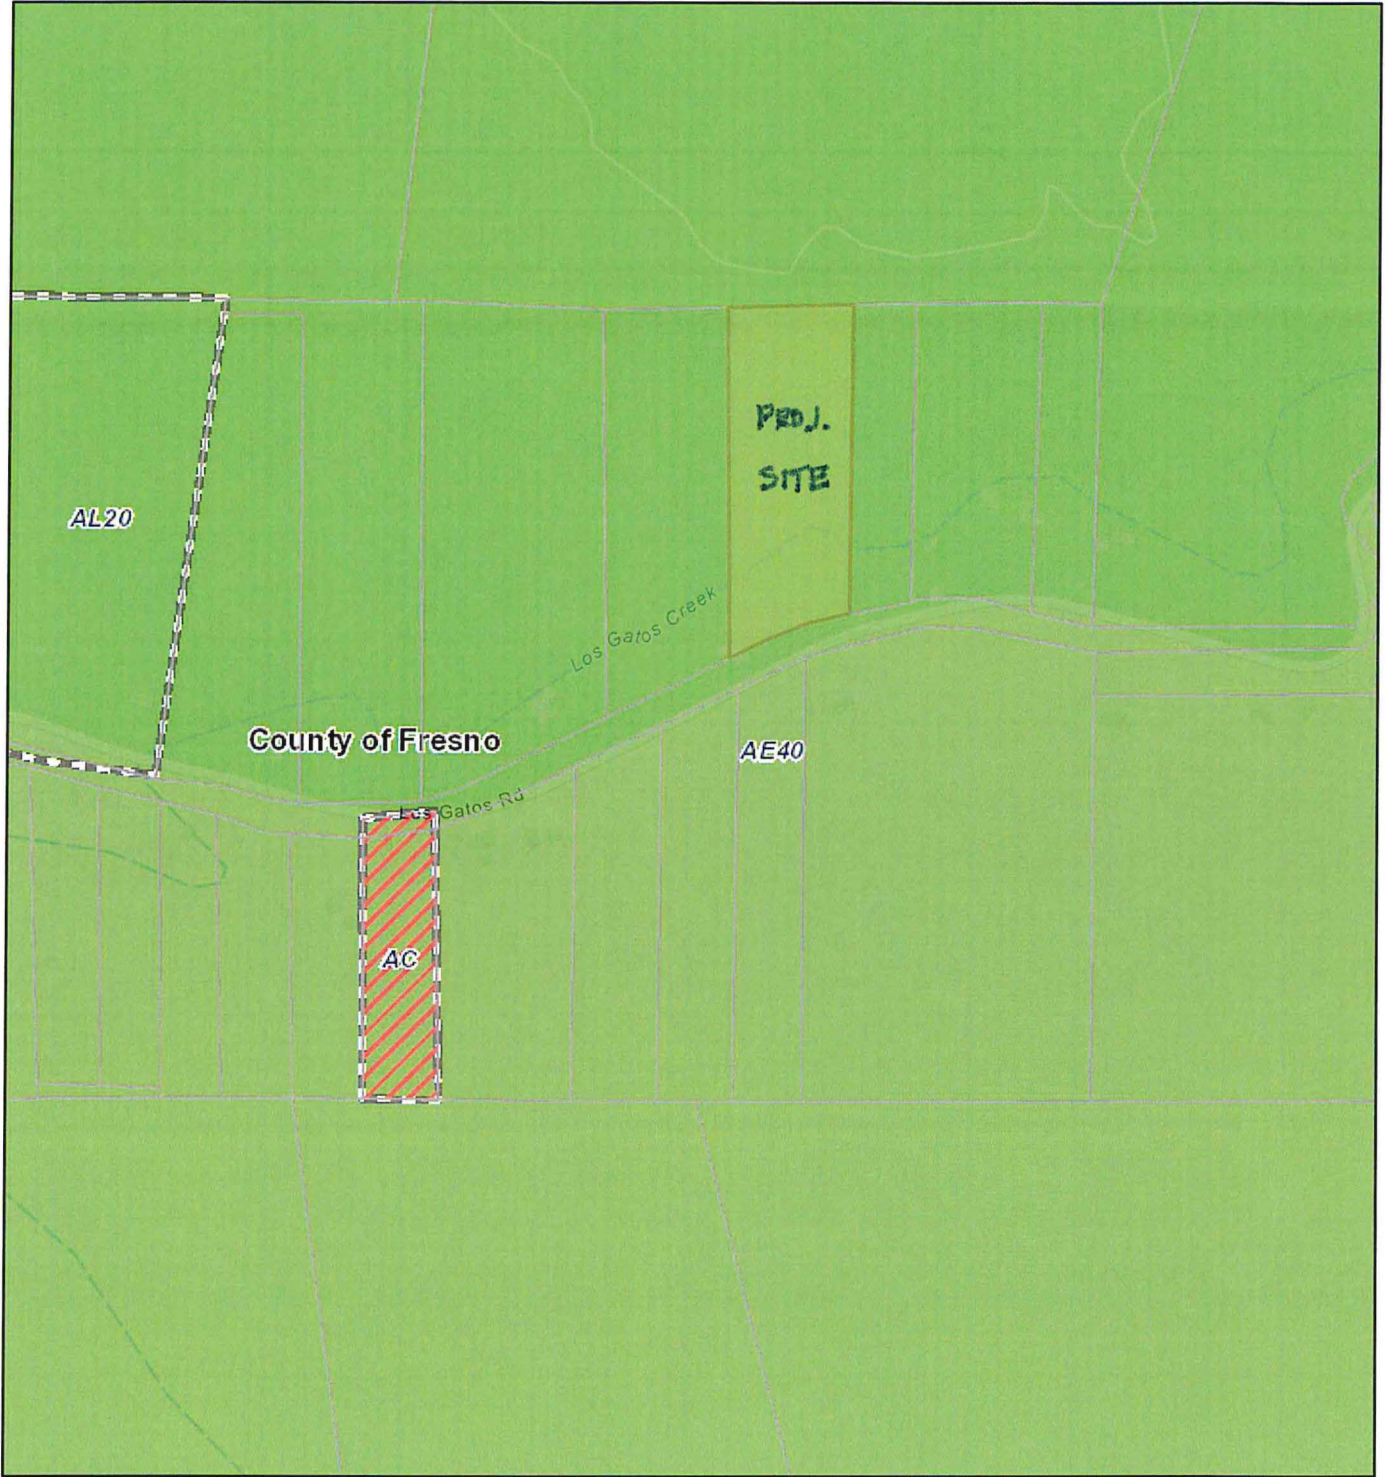 PROJ.
SITE
AL20
Los Gatos Creek
County of Fresno
AE40
Los Gatos Rd
AC